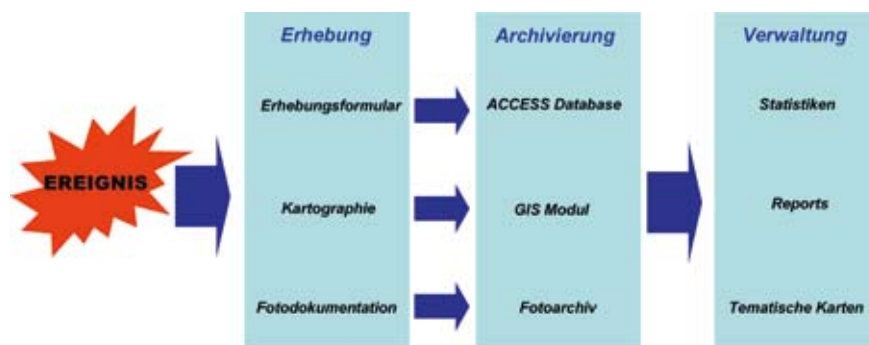 Erhebung
Archivierung
Verwaltung
Erhebungsformular
ACCESS Database
Statistiken
EREIGNIS
Kartographie
GIS Modul
Reports
Fotodokumentation
Fotoarchiv
Tematische Karten